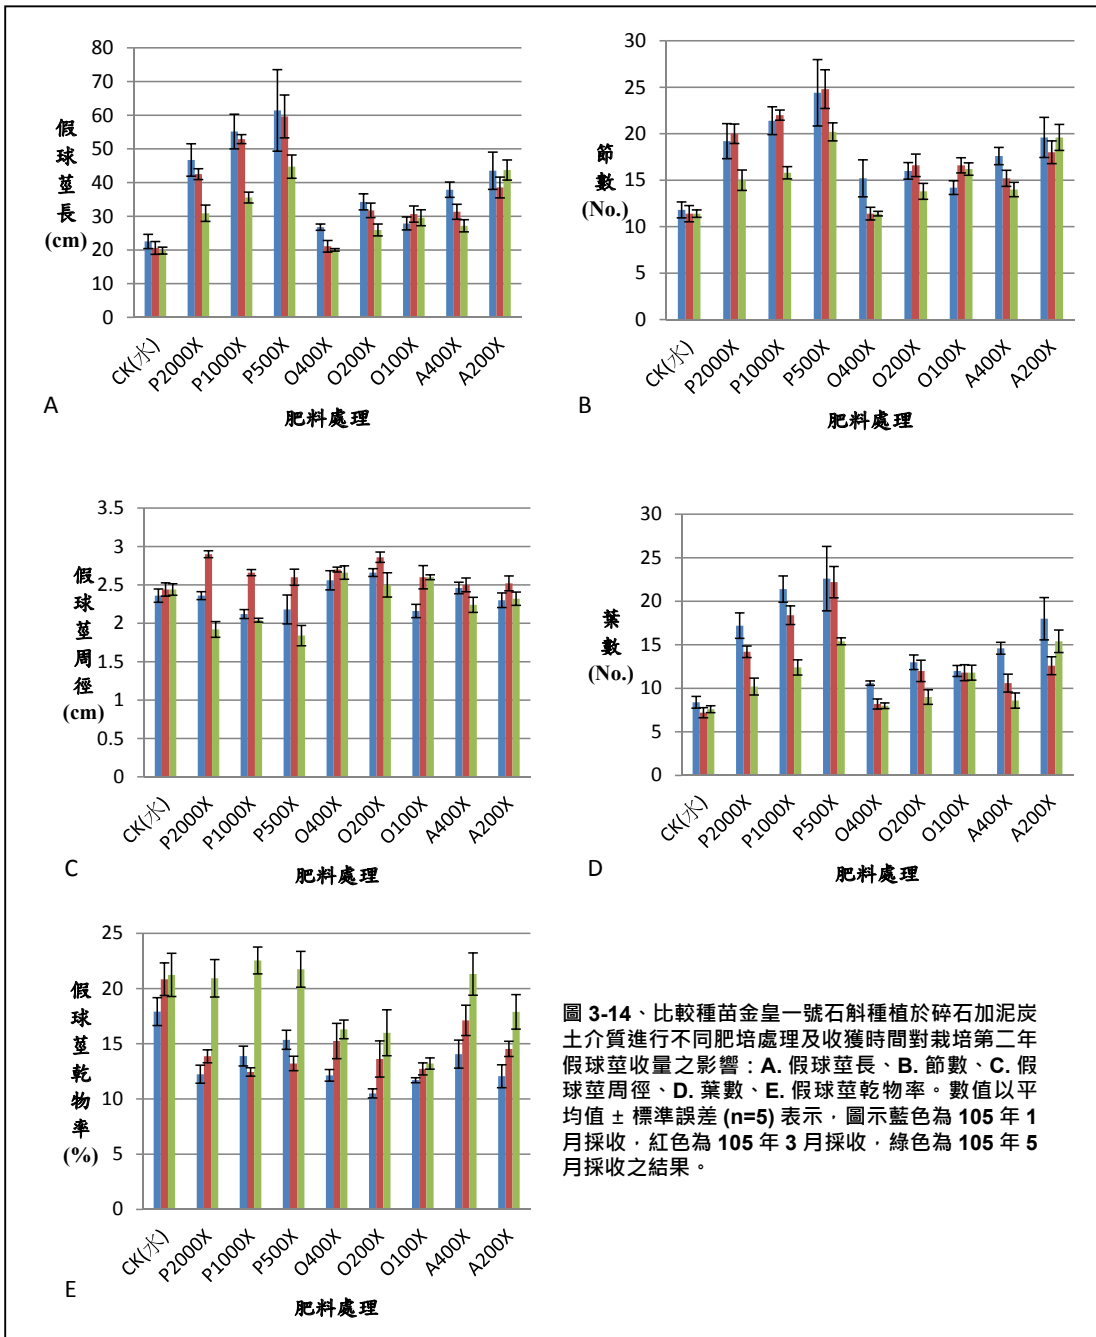 80
70
60
50
40
30
20
10
0
假球莖長
(cm)
CK(水) P2000X P1000X P500X O400X O200X O100X A400X A200X
A
肥料處理
30
25
20
15
10
5
0
節數
(No.)
CK(水) P2000X P1000X P500X O400X O200X O100X A400X A200X
B
肥料處理
3.5
3
2.5
2
1.5
1
0.5
0
假球莖周徑
(cm)
CK(水) P2000X P1000X P500X O400X O200X O100X A400X A200X
C
肥料處理
30
25
20
15
10
5
0
葉數
(No.)
CK(水) P2000X P1000X P500X O400X O200X O100X A400X A200X
D
肥料處理
25
20
15
10
5
0
假球莖乾物率
(%)
CK(水) P2000X P1000X P500X O400X O200X O100X A400X A200X
E
肥料處理
圖 3-14、比較種苗金皇一號石斛種植於碎石加泥炭
土介質進行不同肥培處理及收獲時間對栽培第二年
假球莖收量之影響：A. 假球莖長、B. 節數、C. 假
球莖周徑、D. 葉數、E. 假球莖乾物率。數值以平
均值 ± 標準誤差 (n=5) 表示，圖示藍色為 105 年 1
月採收，紅色為 105 年 3 月採收，綠色為 105 年 5
月採收之結果。